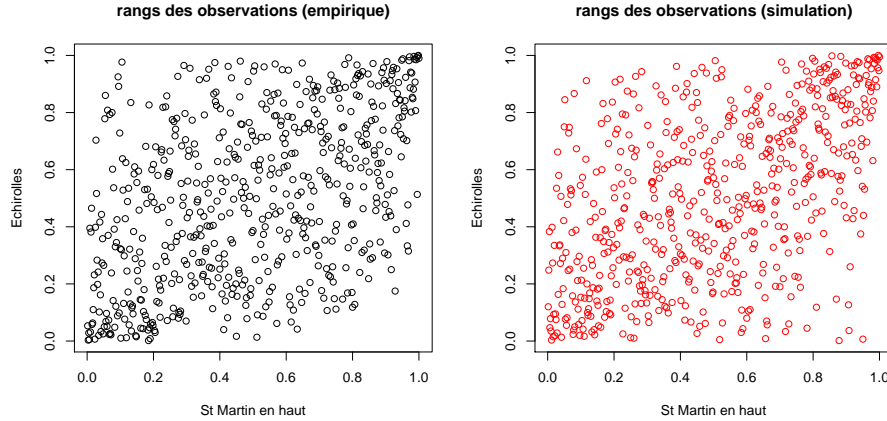 rangs des observations (empirique)
1.0
0.8
0.6
0.4
0.2
0.0
Echirolles
0.0 0.2 0.4 0.6 0.8 1.0
St Martin en haut
rangs des observations (simulation)
1.0
0.8
0.6
0.4
0.2
0.0
Echirolles
0.0 0.2 0.4 0.6 0.8 1.0
St Martin en haut